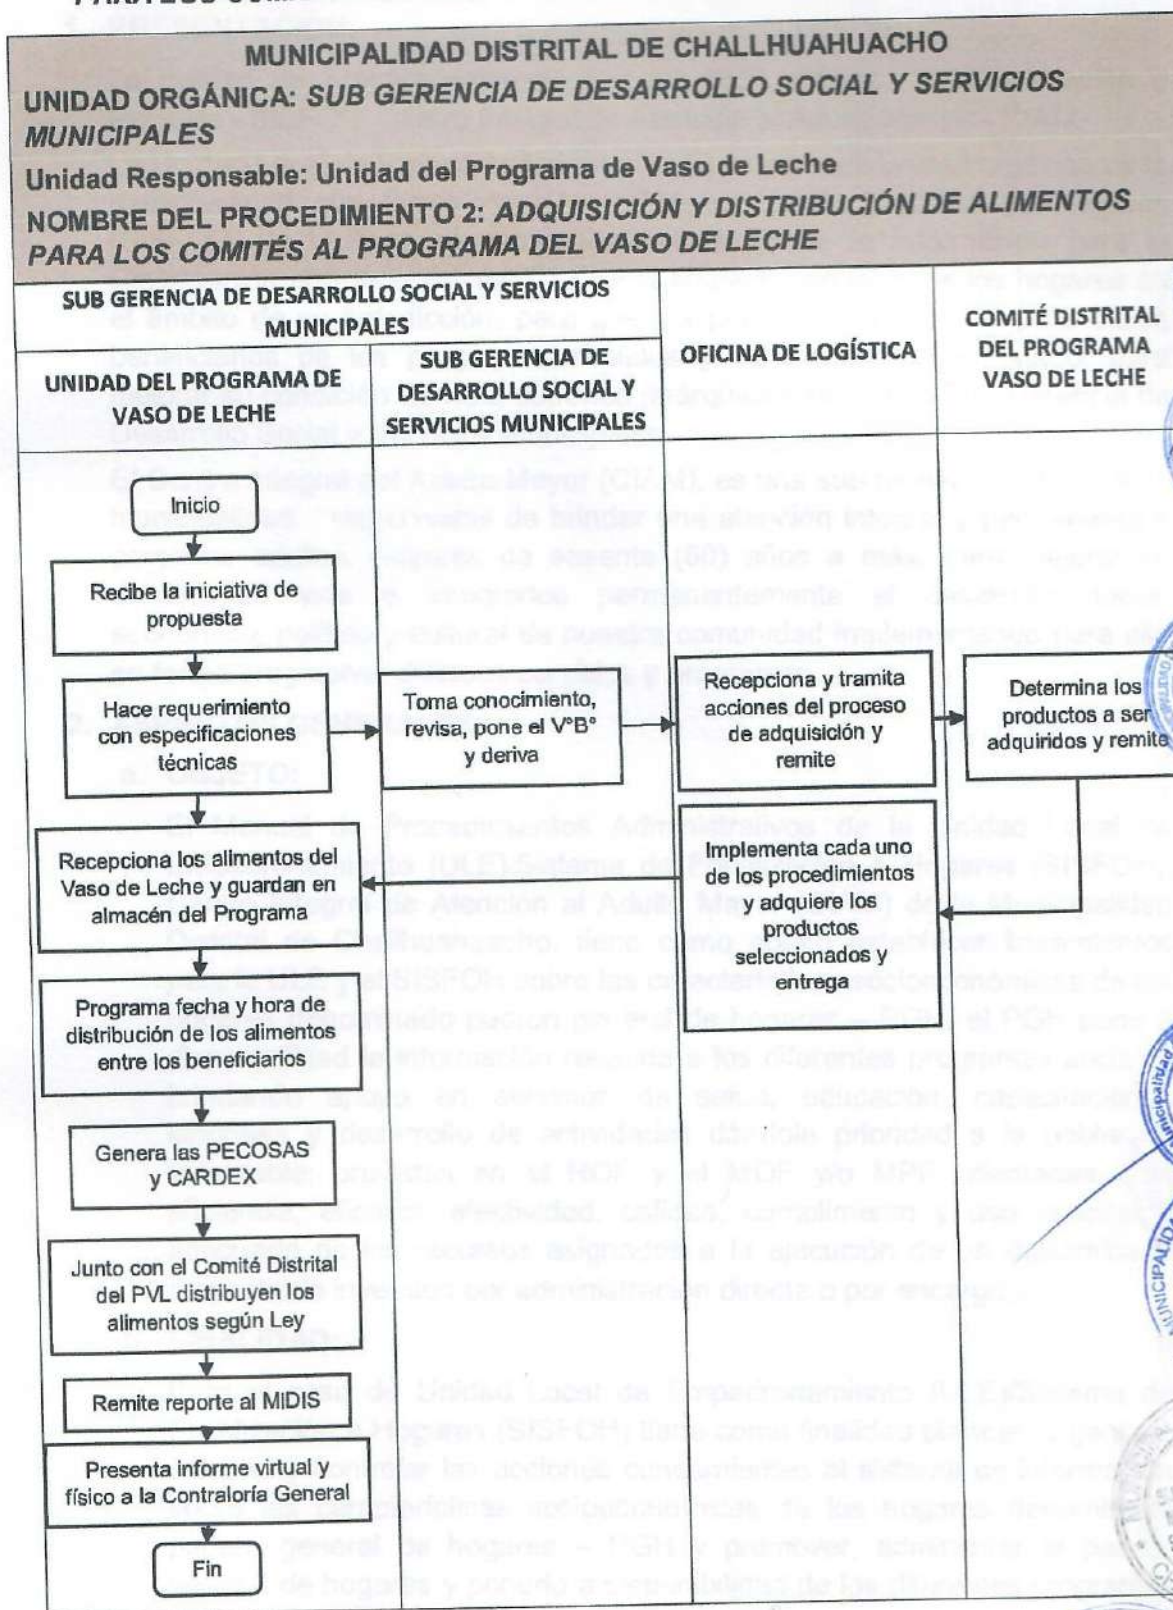 MUNICIPALIDAD DISTRITAL DE CHALLHUAHUACHO
UNIDAD ORGÁNICA: SUB GERENCIA DE DESARROLLO SOCIAL Y SERVICIOS
MUNICIPALES
Unidad Responsable: Unidad del Programa de Vaso de Leche
NOMBRE DEL PROCEDIMIENTO 2: ADQUISICIÓN Y DISTRIBUCIÓN DE ALIMENTOS
PARA LOS COMITÉS AL PROGRAMA DEL VASO DE LECHE
SUB GERENCIA DE DESARROLLO SOCIAL Y SERVICIOS
MUNICIPALES
UNIDAD DEL PROGRAMA DE
VASO DE LECHE
SUB GERENCIA DE
DESARROLLO SOCIAL Y
SERVICIOS MUNICIPALES
OFICINA DE LOGÍSTICA
COMITÉ DISTRITAL
DEL PROGRAMA
VASO DE LECHE
Inicio
Recibe la iniciativa de
propuesta
Hace requerimiento
con especificaciones
técnicas
Toma conocimiento,
revisa, pone el V°B°
y deriva
Recepciona y tramita
acciones del proceso
de adquisición y
remite
Determina los
productos a ser
adquiridos y remite
Recepciona los alimentos del
Vaso de Leche y guardan en
almacén del Programa
Implementa cada uno
de los procedimientos
y adquiere los
productos
seleccionados y
entrega
Programa fecha y hora de
distribución de los alimentos
entre los beneficiarios
Genera las PECOSAS
y CARDEX
Junto con el Comité Distrital
del PVL distribuyen los
alimentos según Ley
Remite reporte al MIDIS
Presenta informe virtual y
físico a la Contraloría General
Fin